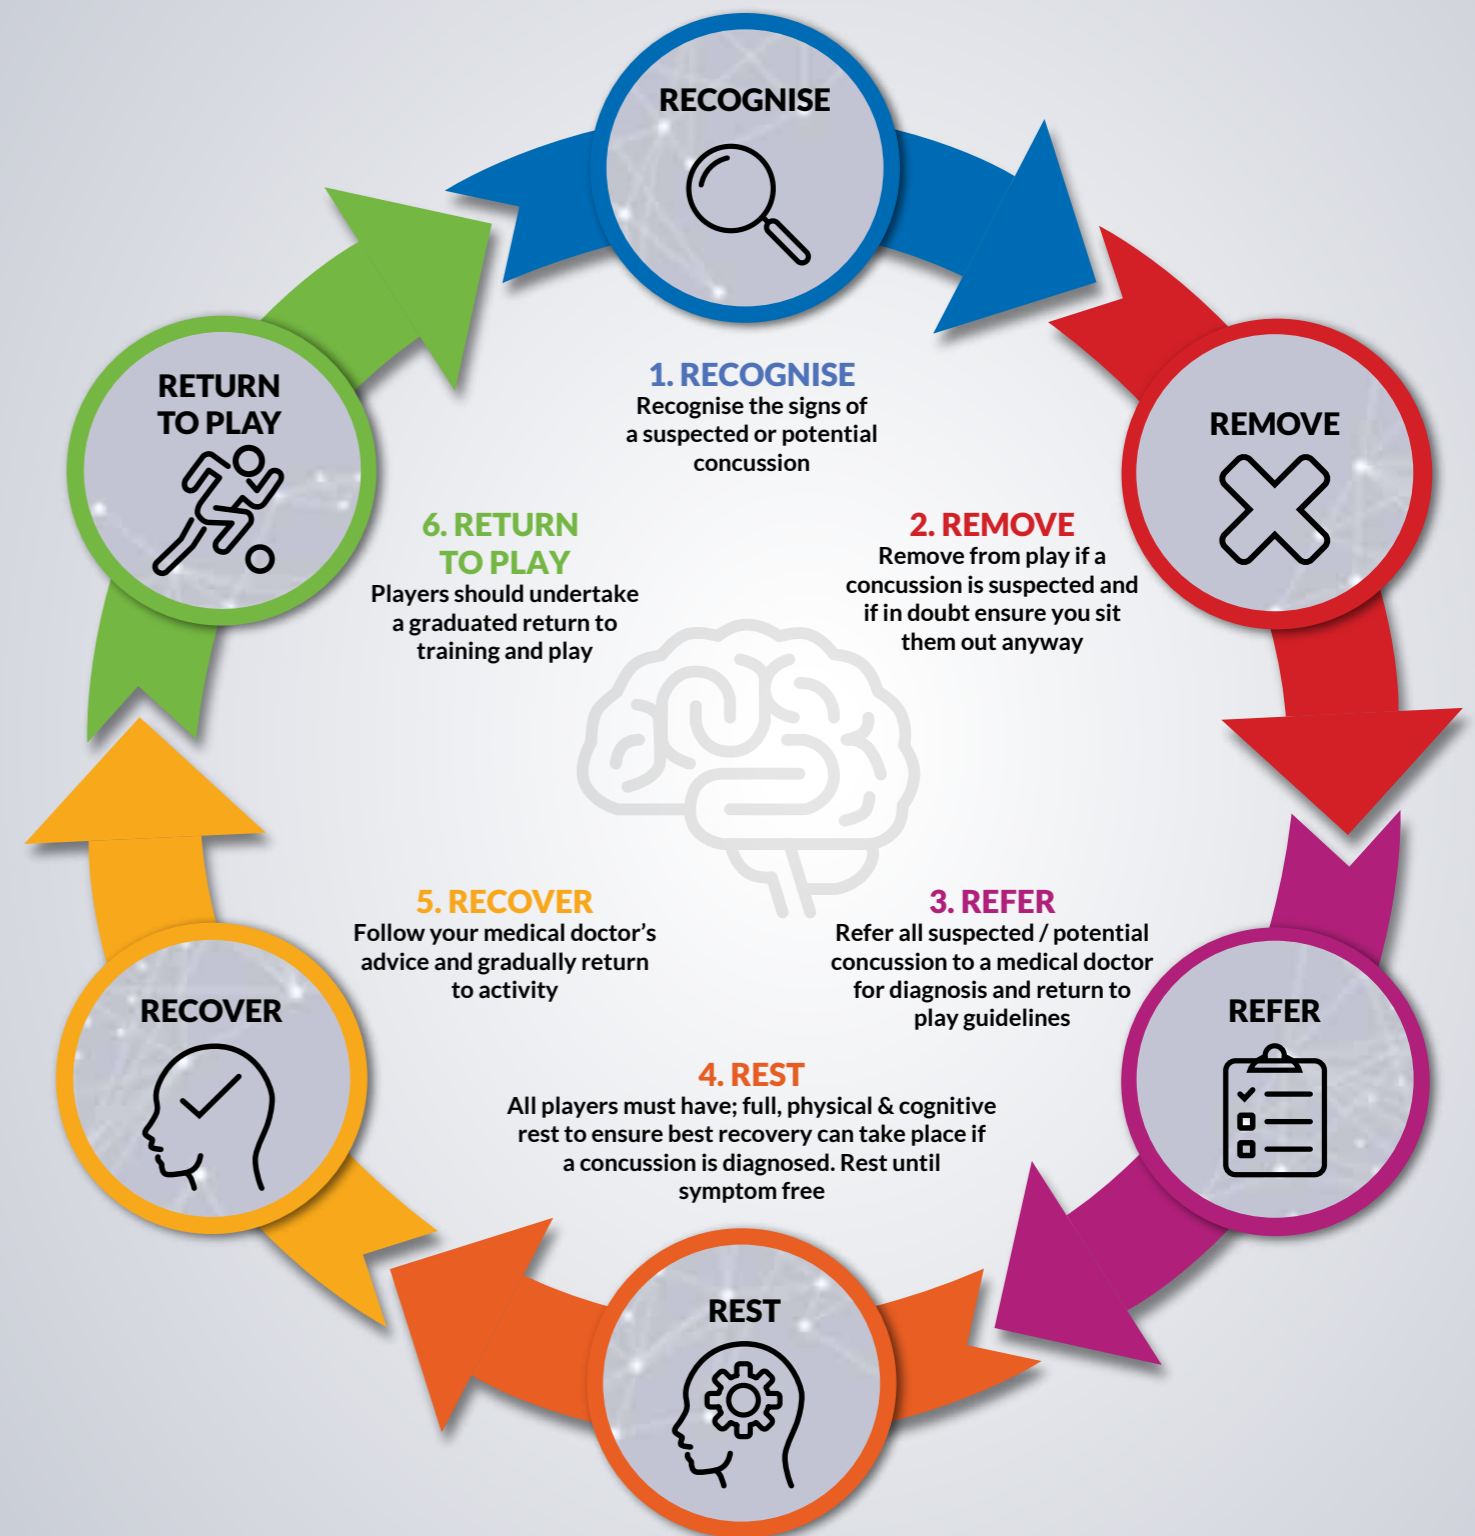 RECOGNISE
1. RECOGNISE
Recognise the signs of
a suspected or potential
concussion
REMOVE
2. REMOVE
Remove from play if a
concussion is suspected and
if in doubt ensure you sit
them out anyway
REFER
3. REFER
Refer all suspected / potential
concussion to a medical doctor
for diagnosis and return to
play guidelines
REST
4. REST
All players must have; full, physical & cognitive
rest to ensure best recovery can take place if
a concussion is diagnosed. Rest until
symptom free
RECOVER
5. RECOVER
Follow your medical doctor’s
advice and gradually return
to activity
RETURN
TO PLAY
6. RETURN
TO PLAY
Players should undertake
a graduated return to
training and play